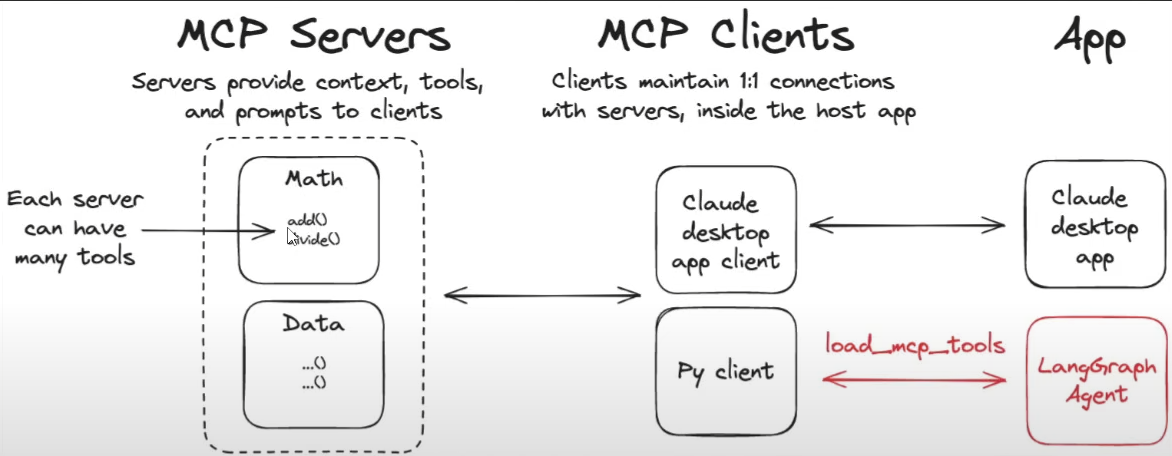 MCP Servers
Servers provide context, tools,
and prompts to clients
MCP Clients
Clients maintain 1:1 connections
with servers, inside the host app
App
Each server
can have
many tools
Math
add()
Data
...()
...()
Claude
desktop
app client
Py client
load_mcp_tools
Claude
desktop
app
LangGraph
Agent